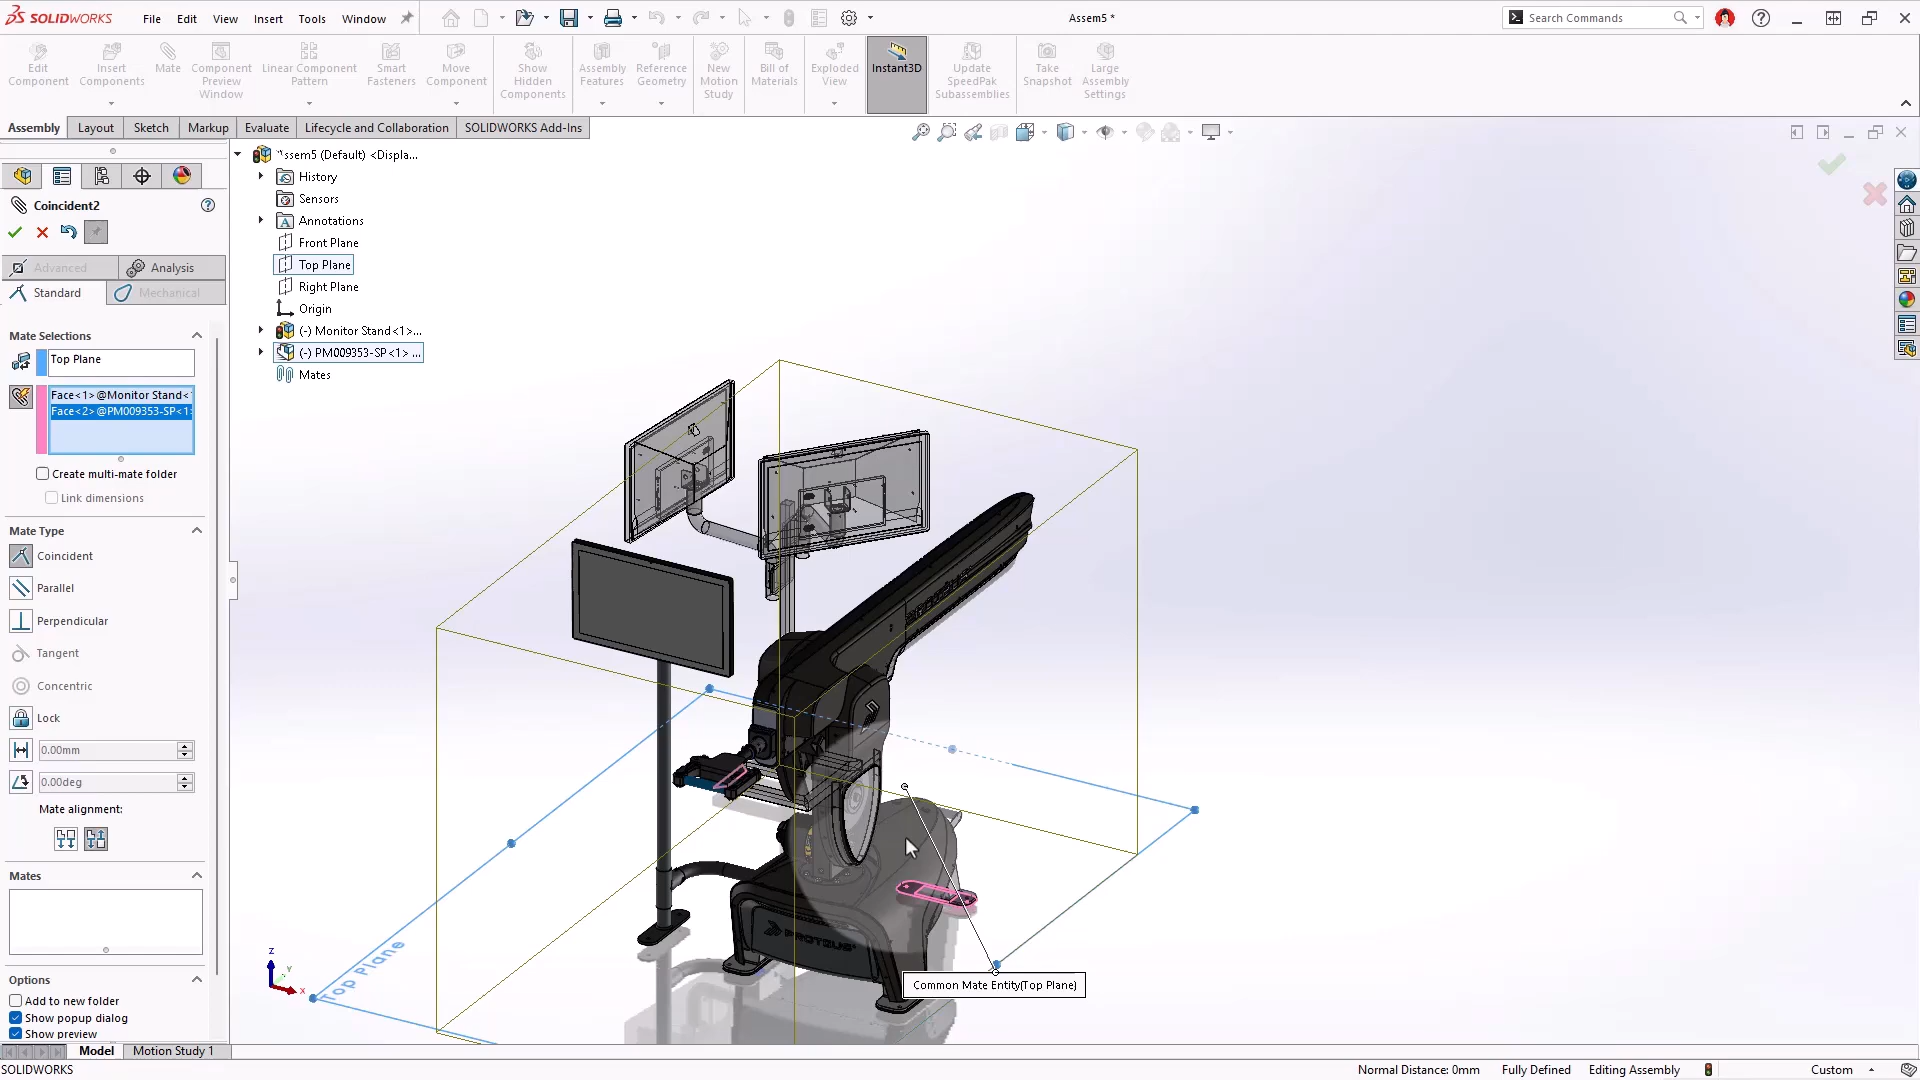 SOLIDWORKS
File Edit View Insert Tools Window
Assem5 *
Search Commands
Edit Component
Insert Components
Mate
Component Preview Window
Linear Component Pattern
Smart Fasteners
Move Component
Show Hidden Components
Assembly Features
Reference Geometry
New Motion Study
Bill of Materials
Exploded View
Instant3D
Update SpeedPak Subassemblies
Take Snapshot
Large Assembly Settings
Assembly Layout Sketch Markup Evaluate Lifecycle and Collaboration SOLIDWORKS Add-Ins
ssem5 (Default) <Displa...
History
Sensors
Annotations
Front Plane
Top Plane
Right Plane
Origin
(-) Monitor Stand<1>...
(-) PM009353-SP<1> ...
Mates
Coincident2
Advanced Analysis
Standard Mechanical
Mate Selections
Top Plane
Face<1>@Monitor Stand<
Face<2>@PM009353-SP<1>
Create multi-mate folder
Link dimensions
Mate Type
Coincident
Parallel
Perpendicular
Tangent
Concentric
Lock
0.00mm
0.00deg
Mate alignment:
Mates
Options
Add to new folder
Show popup dialog
Show preview
Top Plane
PROTEUS
Common Mate Entity(Top Plane)
Z
Y
X
Model Motion Study 1
SOLIDWORKS
Normal Distance: 0mm Fully Defined Editing Assembly Custom